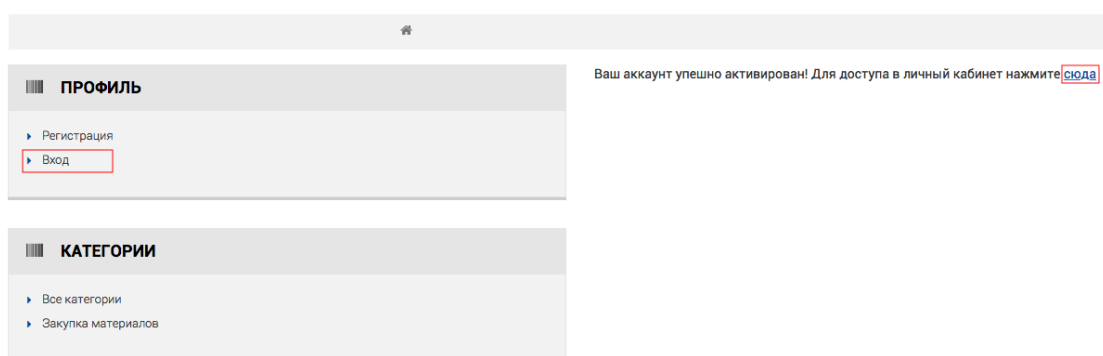 ПРОФИЛЬ
Регистрация
Вход
КАТЕГОРИИ
Все категории
Закупка материалов
Ваш аккаунт упешно активирован! Для доступа в личный кабинет нажмите сюда